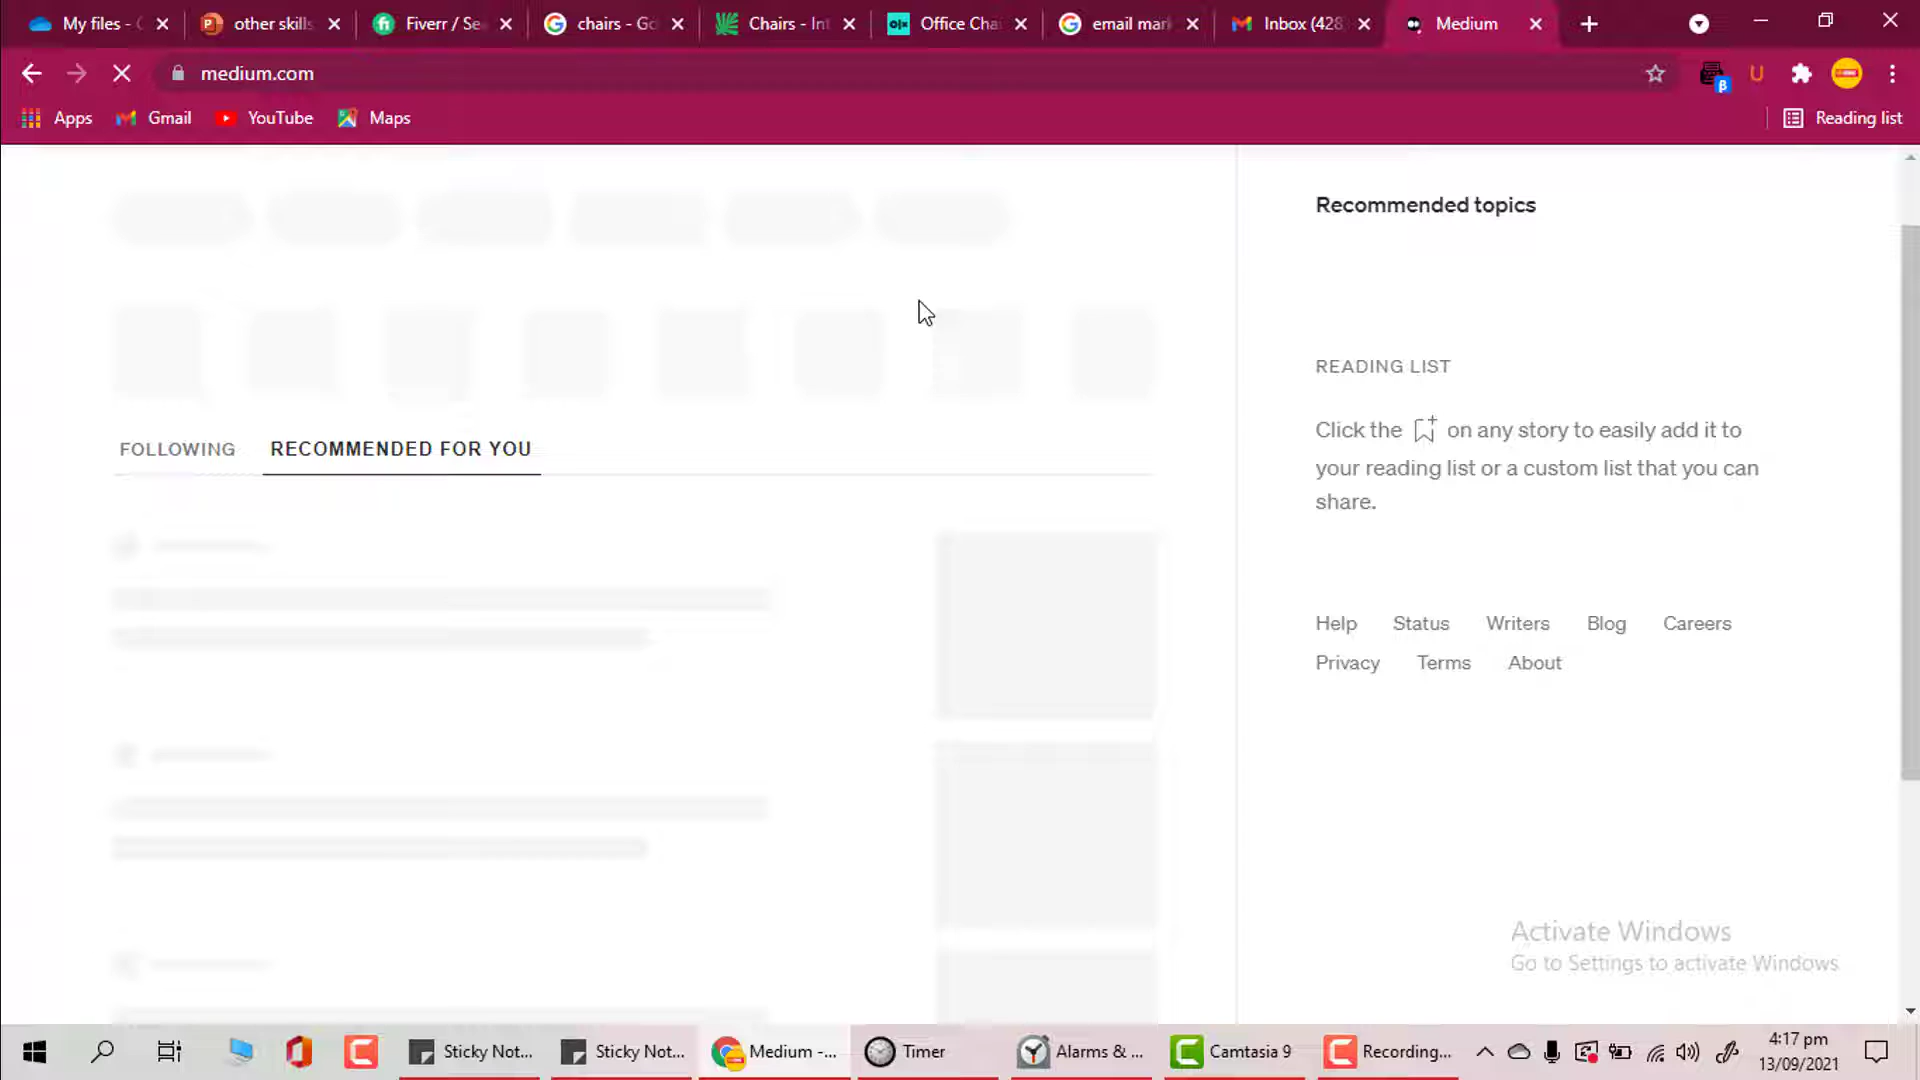 My files - 
other skills
Fiverr / Se
chairs - Go
Chairs - Int
Office Chai
email mark
Inbox (428
Medium
medium.com
Apps
Gmail
YouTube
Maps
Reading list
Recommended topics
READING LIST
Click the on any story to easily add it to
your reading list or a custom list that you can
share.
FOLLOWING
RECOMMENDED FOR YOU
Help Status Writers Blog Careers
Privacy Terms About
Activate Windows
Go to Settings to activate Windows
Sticky Not...
Sticky Not...
Medium -...
Timer
Alarms & ...
Camtasia 9
Recording...
4:17 pm
13/09/2021